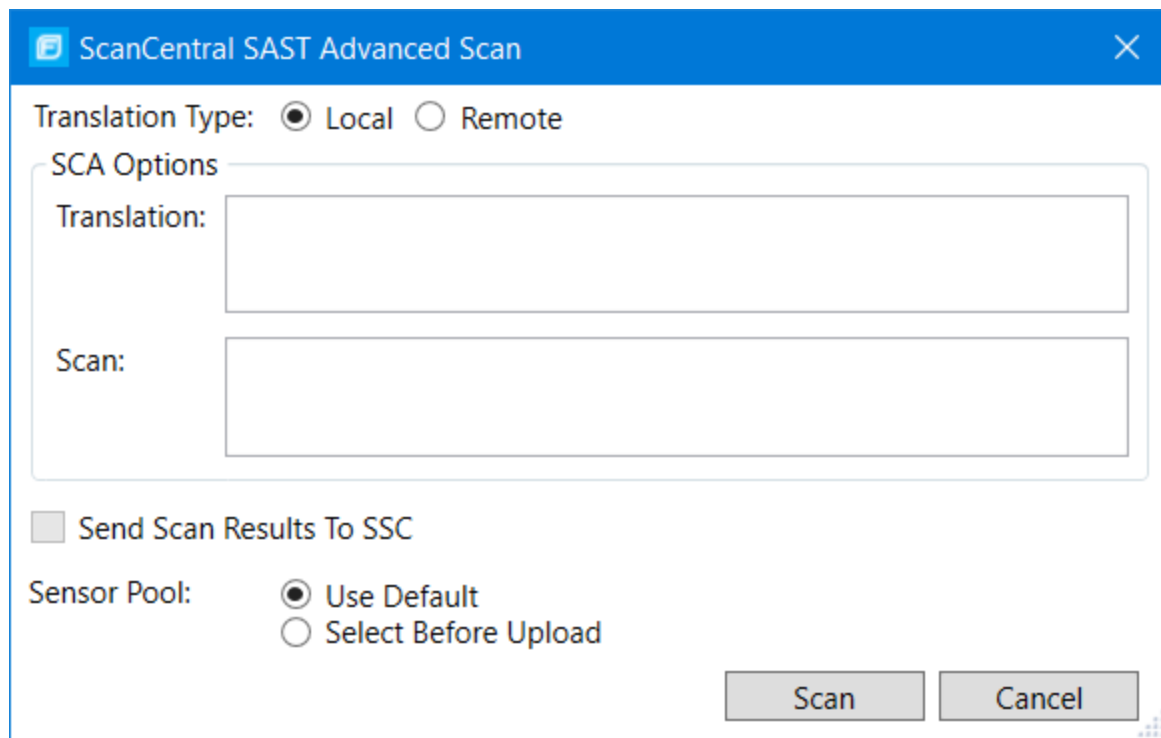 ScanCentral SAST Advanced Scan
Translation Type: Local Remote
SCA Options
Translation:
Scan:
Send Scan Results To SSC
Sensor Pool: Use Default
Select Before Upload
Scan Cancel